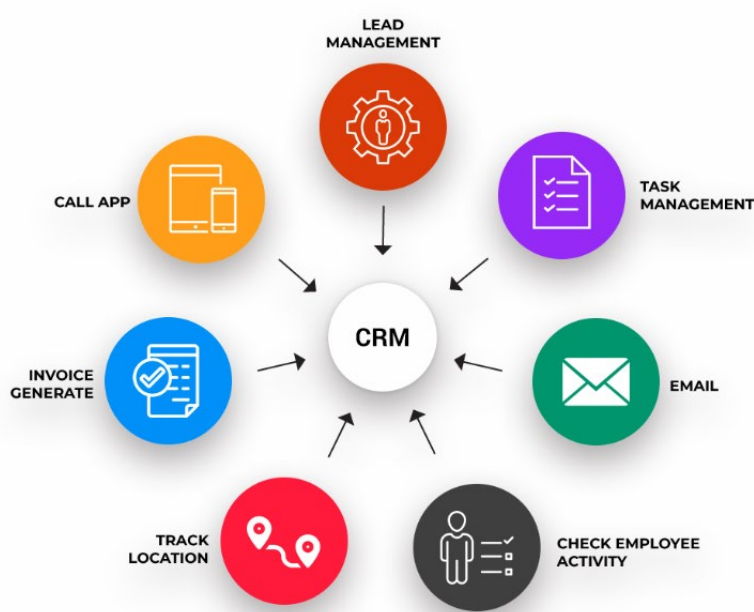 LEAD
MANAGEMENT
CALL APP
TASK
MANAGEMENT
CRM
INVOICE
GENERATE
EMAIL
TRACK
LOCATION
CHECK EMPLOYEE
ACTIVITY